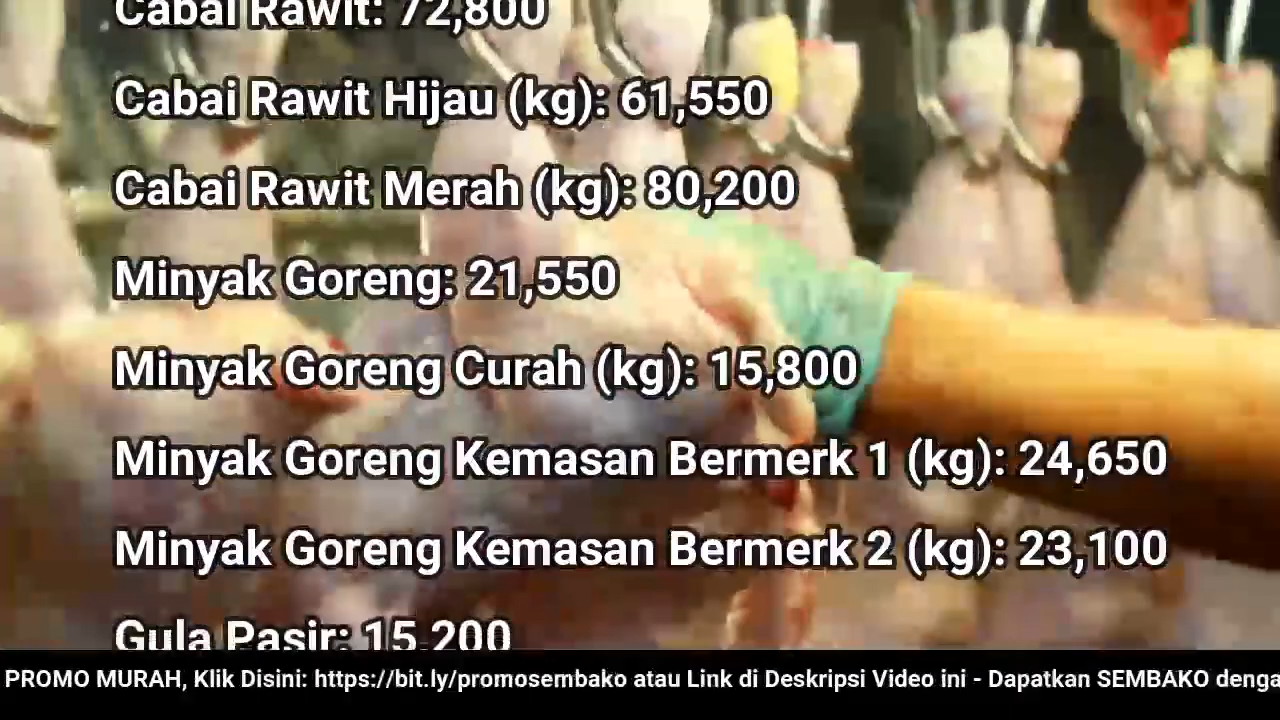 Cabai Rawit: 72,800
Cabai Rawit Hijau (kg): 61,550
Cabai Rawit Merah (kg): 80,200
Minyak Goreng: 21,550
Minyak Goreng Curah (kg): 15,800
Minyak Goreng Kemasan Bermerk 1 (kg): 24,650
Minyak Goreng Kemasan Bermerk 2 (kg): 23,100
Gula Pasir: 15,200
PROMO MURAH, Klik Disini: https://bit.ly/promosembako atau Link di Deskripsi Video ini - Dapatkan SEMBAKO denga